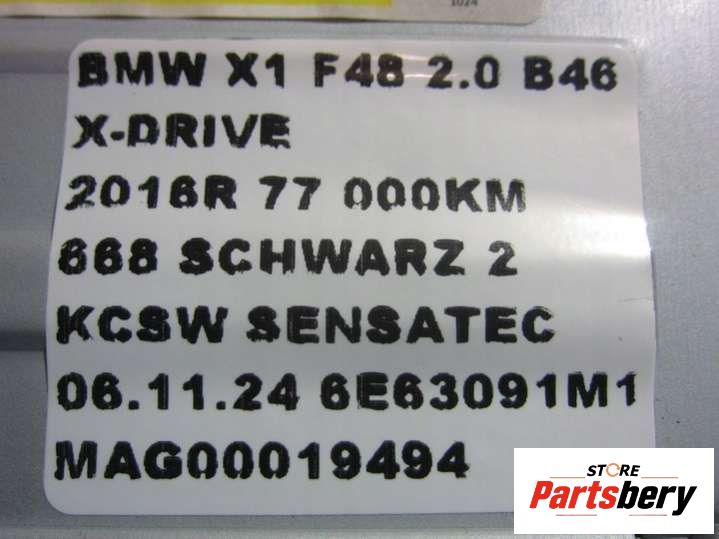 1024
BMW X1 F48 2.0 B46
X-DRIVE
2016R 77 000KM
668 SCHWARZ 2
KCSW SENSATEC
06.11.24 6E63091M1
MAG00019494
STORE
Partsbery